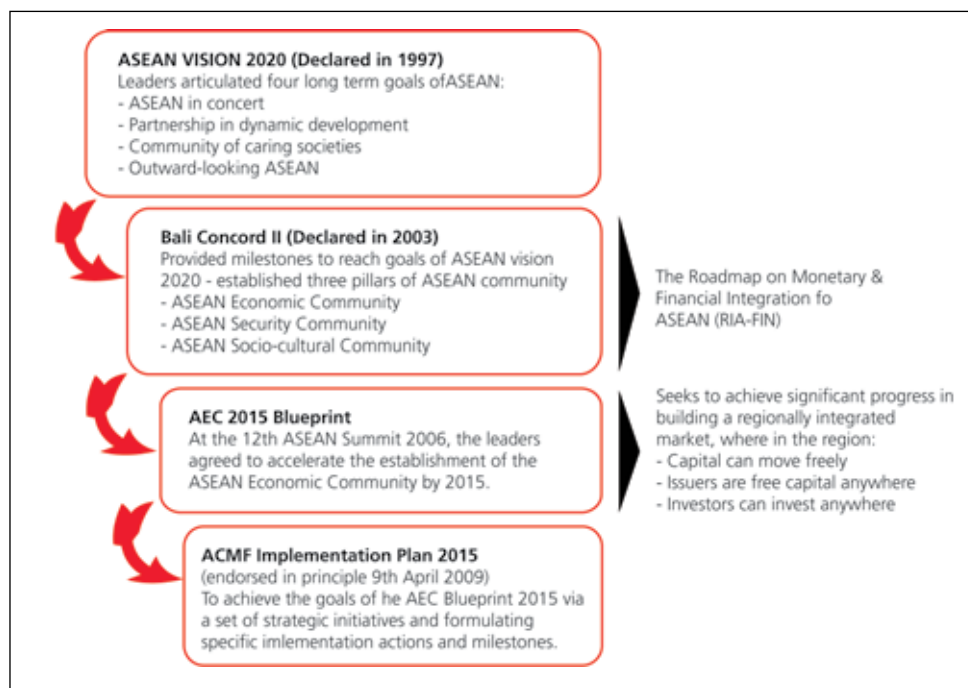 ASEAN VISION 2020 (Declared in 1997)
Leaders articulated four long term goals ofASEAN:
- ASEAN in concert
- Partnership in dynamic development
- Community of caring societies
- Outward-looking ASEAN
Bali Concord II (Declared in 2003)
Provided milestones to reach goals of ASEAN vision
2020 - established three pillars of ASEAN community
- ASEAN Economic Community
- ASEAN Security Community
- ASEAN Socio-cultural Community
The Roadmap on Monetary &
Financial Integration fo
ASEAN (RIA-FIN)
AEC 2015 Blueprint
At the 12th ASEAN Summit 2006, the leaders
agreed to accelerate the establishment of the
ASEAN Economic Community by 2015.
Seeks to achieve significant progress in
building a regionally integrated
market, where in the region:
- Capital can move freely
- Issuers are free capital anywhere
- Investors can invest anywhere
ACMF Implementation Plan 2015
(endorsed in principle 9th April 2009)
To achieve the goals of he AEC Blueprint 2015 via
a set of strategic initiatives and formulating
specific imlementation actions and milestones.